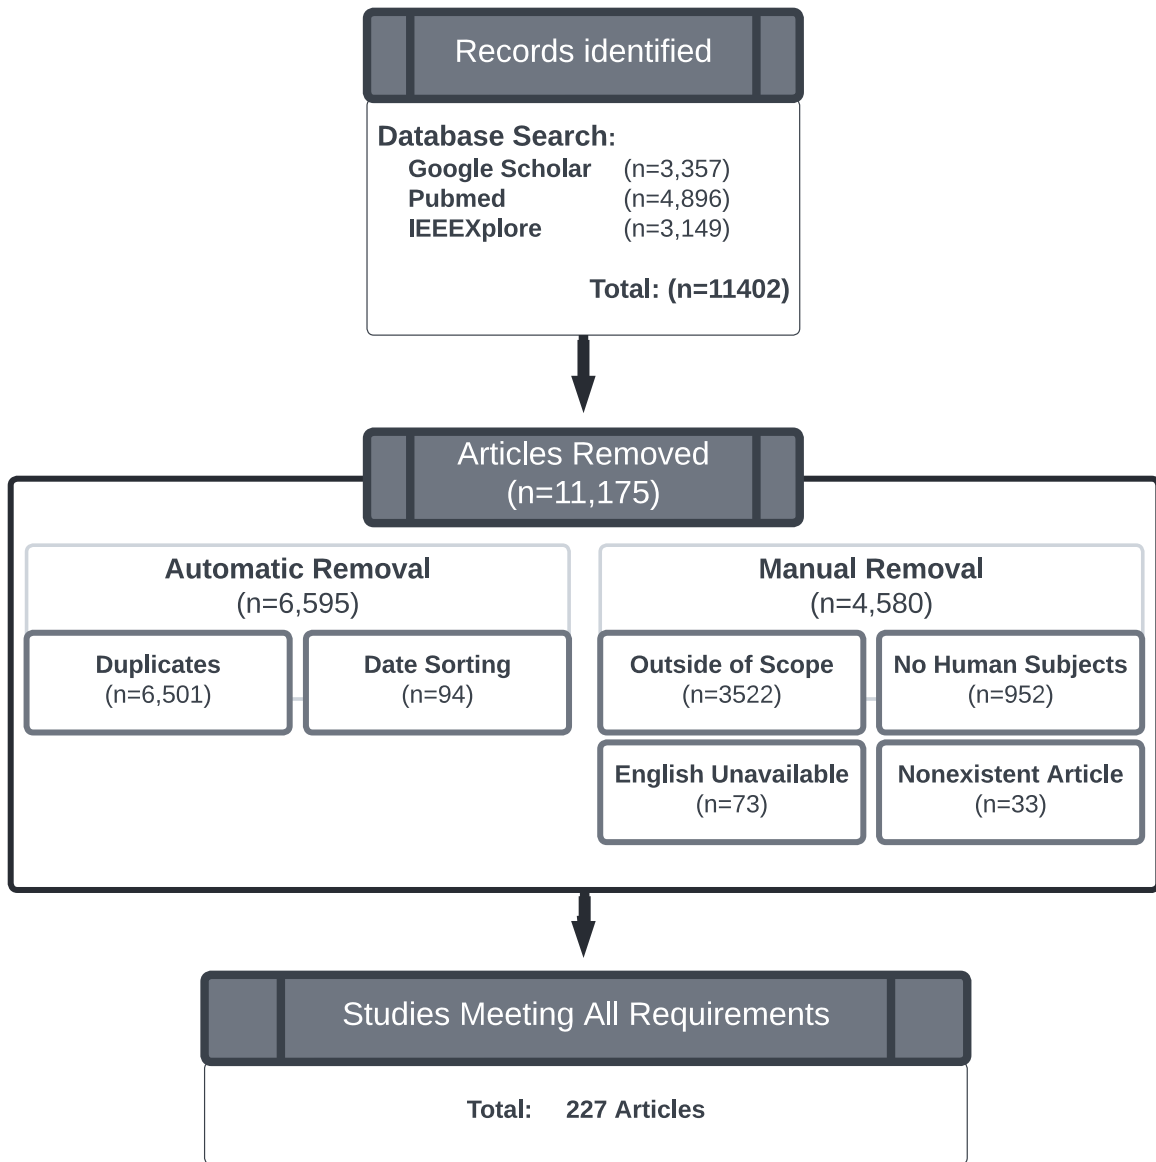 Records identified
Database Search:
Google Scholar (n=3,357)
Pubmed (n=4,896)
IEEEXplore (n=3,149)
Total: (n=11402)
Articles Removed
(n=11,175)
Automatic Removal
(n=6,595)
Duplicates
(n=6,501)
Date Sorting
(n=94)
Manual Removal
(n=4,580)
Outside of Scope
(n=3522)
No Human Subjects
(n=952)
English Unavailable
(n=73)
Nonexistent Article
(n=33)
Studies Meeting All Requirements
Total: 227 Articles